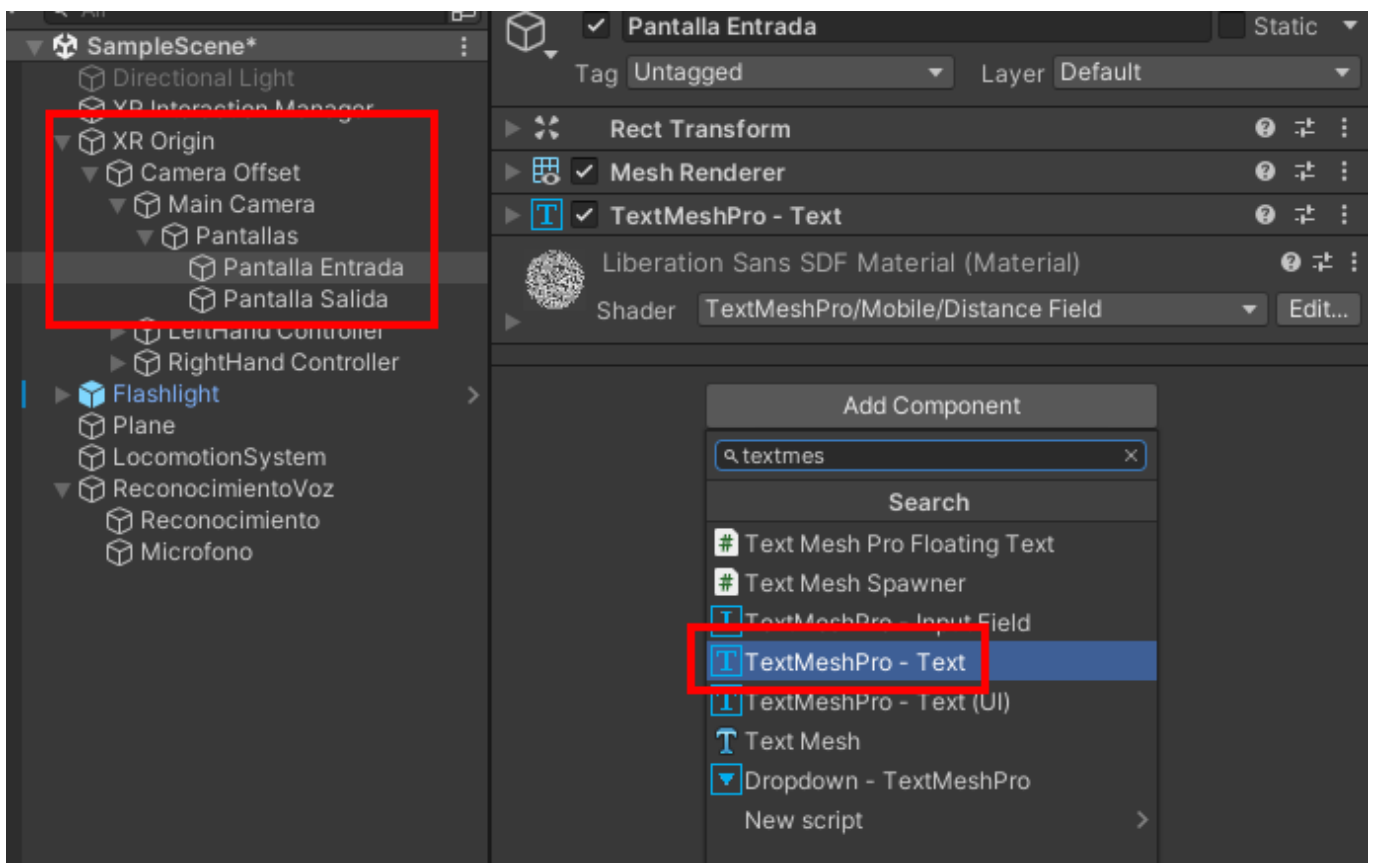 All
SampleScene*
Directional Light
XR Interaction Manager
XR Origin
Camera Offset
Main Camera
Pantallas
Pantalla Entrada
Pantalla Salida
LeftHand Controller
RightHand Controller
Flashlight
Plane
LocomotionSystem
ReconocimientoVoz
Reconocimiento
Microfono
Pantalla Entrada Static
Tag Untagged Layer Default
Rect Transform
Mesh Renderer
TextMeshPro - Text
Liberation Sans SDF Material (Material)
Shader TextMeshPro/Mobile/Distance Field Edit...
Add Component
textmes
Search
Text Mesh Pro Floating Text
Text Mesh Spawner
TextMeshPro - Input Field
TextMeshPro - Text
TextMeshPro - Text (UI)
Text Mesh
Dropdown - TextMeshPro
New script